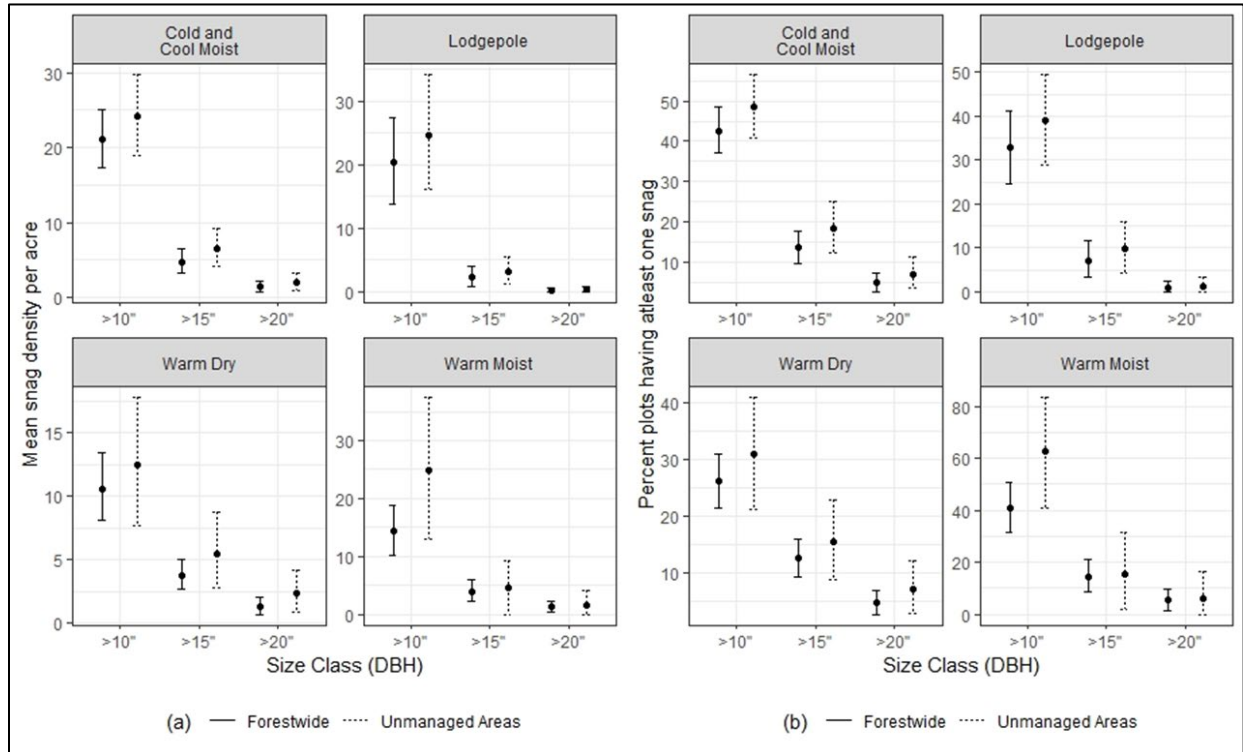 Cold and
Cool Moist
Lodgepole
30
20
10
0
30
20
10
0
>10" >15" >20"
>10" >15" >20"
Warm Dry
Warm Moist
15
10
5
0
30
20
10
0
>10" >15" >20"
>10" >15" >20"
Mean snag density per acre
Size Class (DBH)
(a) Forestwide Unmanaged Areas
Cold and
Cool Moist
Lodgepole
50
40
30
20
10
50
40
30
20
10
0
>10" >15" >20"
>10" >15" >20"
Warm Dry
Warm Moist
40
30
20
10
80
60
40
20
0
>10" >15" >20"
>10" >15" >20"
Percent plots having atleast one snag
Size Class (DBH)
(b) Forestwide Unmanaged Areas